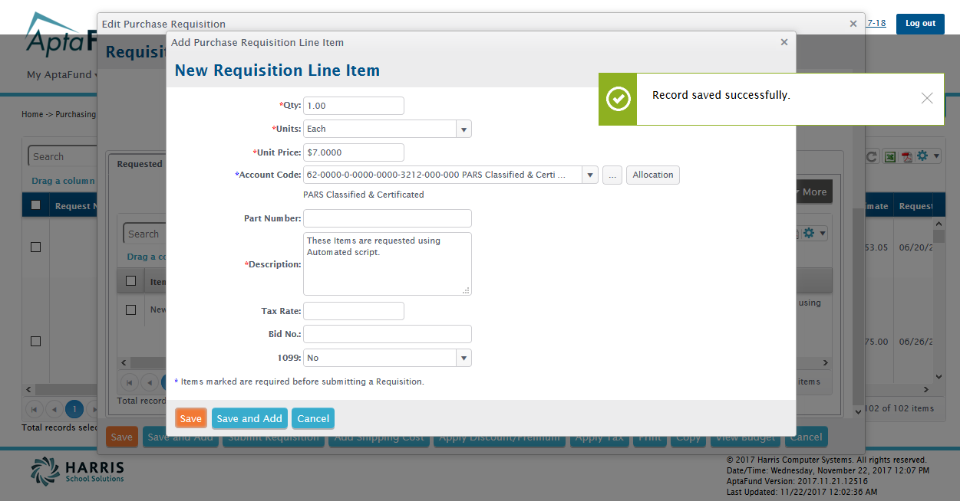 Edit Purchase Requisition
7-18
Log out
AptaF
Add Purchase Requisition Line Item
Requisi
My AptaFund
New Requisition Line Item
Record saved successfully.
*Qty: 1.00
Home -> Purchasing
*Units: Each
*Unit Price: $7.0000
Search
Requested
*Account Code: 62-0000-0-0000-0000-3212-000-000 PARS Classified & Certi ...
...
Allocation
Drag a column
PARS Classified & Certificated
More
Request N
mate
Request
Part Number:
Search
*Description: These Items are requested using
Automated script.
53.05
06/20/2
Drag a co
Iten
New
using
Tax Rate:
Bid No.:
75.00
06/26/2
1099: No
* Items marked are required before submitting a Requisition.
items
Total record
1
102 of 102 items
Save
Save and Add
Cancel
Total records selec
Save
Save and Add
Submit Requisition
Add Shipping Cost
Apply Discount/Premium
Apply Tax
Print
Copy
View Budget
Cancel
HARRIS
School Solutions
© 2017 Harris Computer Systems. All rights reserved.
Date/Time: Wednesday, November 22, 2017 12:07 PM
AptaFund Version: 2017.11.21.12516
Last Updated: 11/22/2017 12:02:36 AM